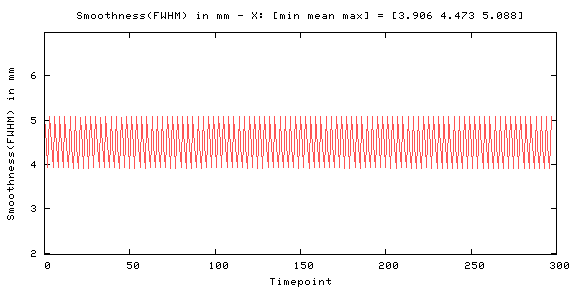 Smoothness(FWHM) in mm - X: [min mean max] = [3.906 4.473 5.088]
Smoothness(FWHM) in mm
6
5
4
3
2
0 50 100 150 200 250 300
Timepoint